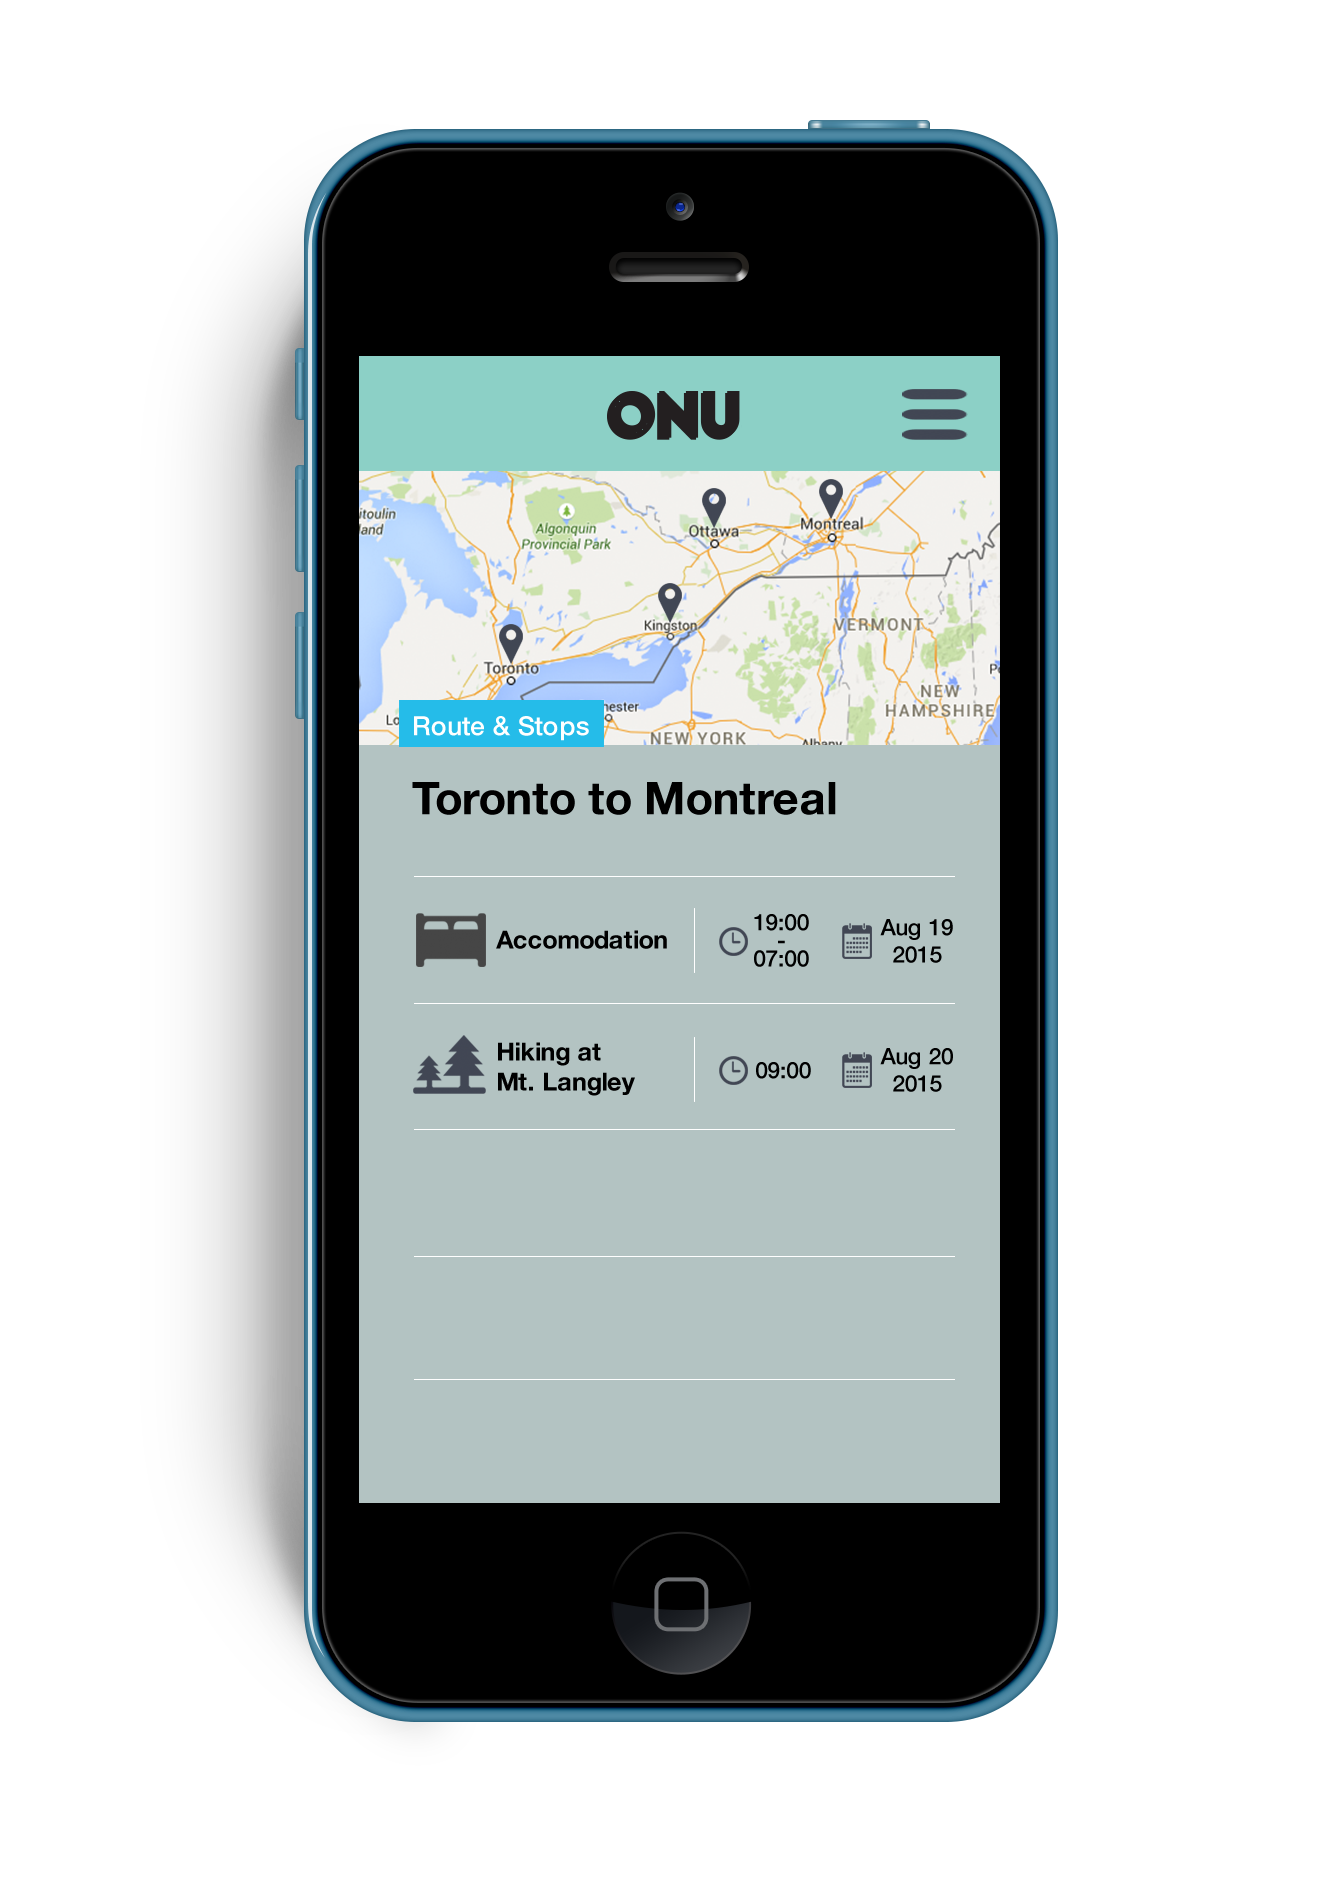 ONU
itoulin
land
Algonquin
Provincial Park
Ottawa
Montreal
Kingston
VERMONT
Toronto
NEW
HAMPSHIRE
Route & Stops
hester
NEW YORK
Albany
Toronto to Montreal
Accomodation
19:00
-
07:00
Aug 19
2015
Hiking at
Mt. Langley
09:00
Aug 20
2015